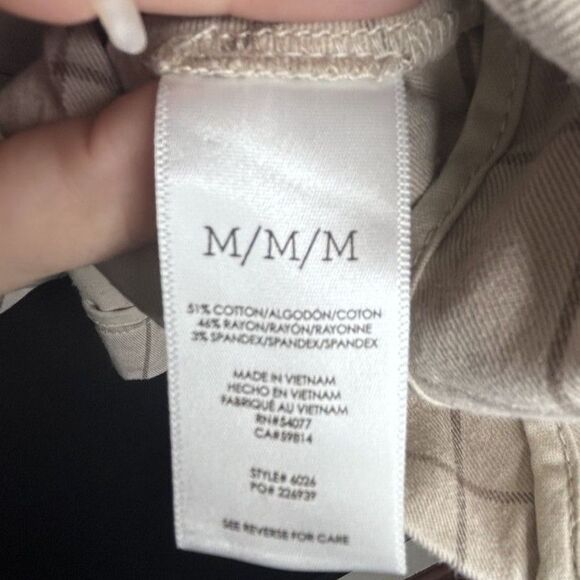 M/M/M
51% COTTON/ALGODÓN/COTON
46% RAYON/RAYÓN/RAYONNE
3% SPANDEX/SPANDEX/SPANDEX
MADE IN VIETNAM
HECHO EN VIETNAM
FABRIQUÉ AU VIETNAM
RN#54077
CA#59814
STYLE# 6026
PO# 226939
SEE REVERSE FOR CARE